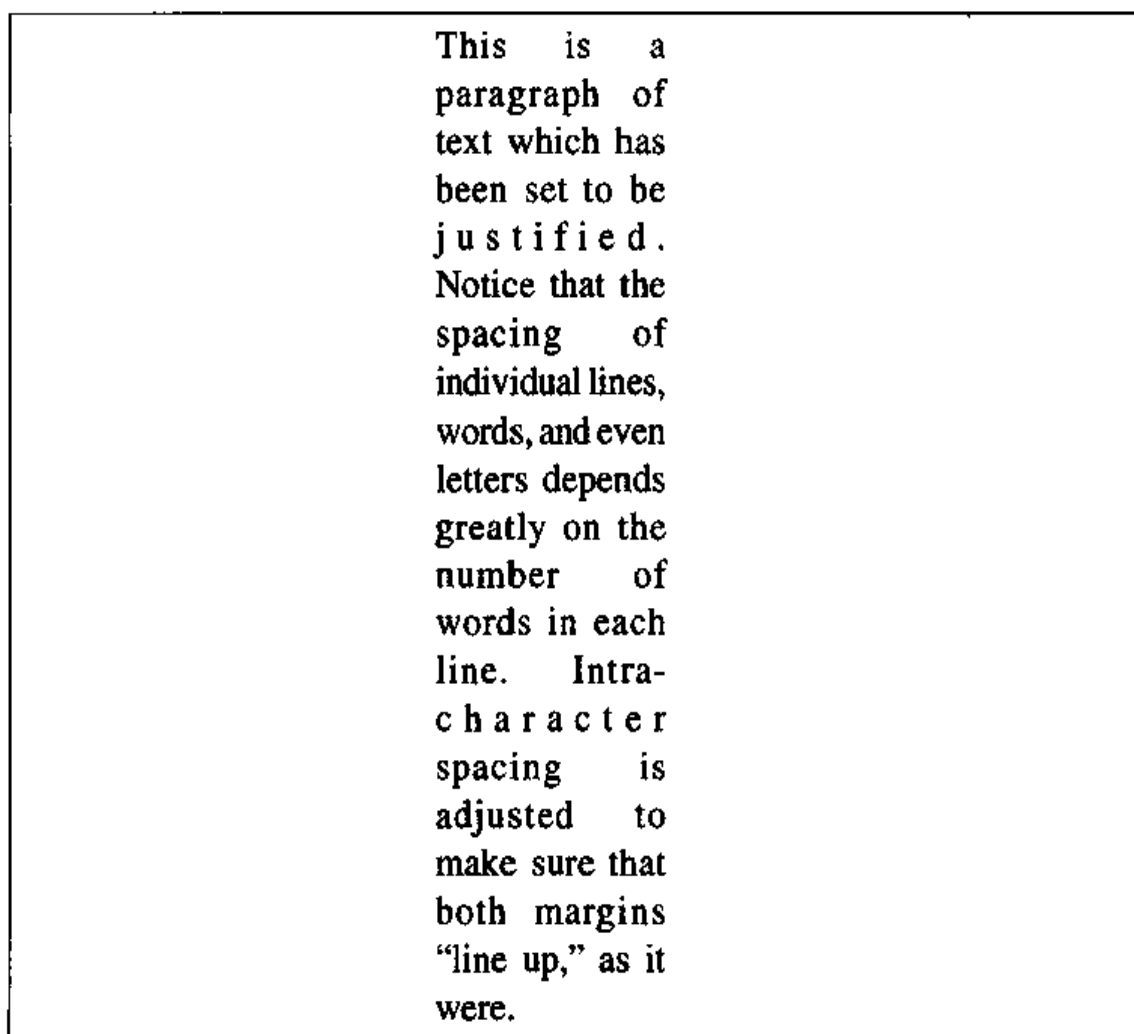 This is a
paragraph of
text which has
been set to be
justified.
Notice that the
spacing of
individual lines,
words, and even
letters depends
greatly on the
number of
words in each
line. Intra-
character
spacing is
adjusted to
make sure that
both margins
“line up,” as it
were.